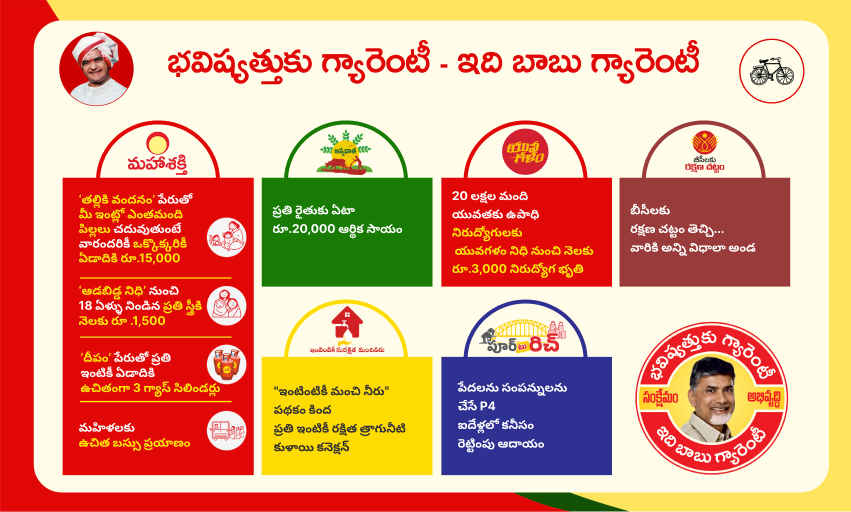 భవిష్యత్తుకు గ్యారెంటీ - ఇది బాబు గ్యారెంటీ
మహాశక్తి
'తల్లికి వందనం' పేరుతో
మీ ఇంట్లో ఎంతమంది
పిల్లలు చదువుతుంటే
వారందరికీ ఒక్కొక్కరికీ
ఏడాదికి రూ.15,000
'ఆడబిడ్డ నిధి' నుంచి
18 ఏళ్ళు నిండిన ప్రతి స్త్రీకి
నెలకు రూ .1,500
'దీపం' పేరుతో ప్రతి
ఇంటికీ ఏడాదికి
ఉచితంగా 3 గ్యాస్ సిలిండర్లు
మహిళలకు
ఉచిత బస్సు ప్రయాణం
అన్నదాత
ప్రతి రైతుకు ఏటా
రూ.20,000 ఆర్థిక సాయం
యువ
గళం
20 లక్షల మంది
యువతకు ఉపాధి
నిరుద్యోగులకు
యువగళం నిధి నుంచి నెలకు
రూ.3,000 నిరుద్యోగ భృతి
బీసీలకు
రక్షణ చట్టం
బీసీలకు
రక్షణ చట్టం తెచ్చి...
వారికి అన్ని విధాలా అండ
ఇంటింటికీ సురక్షిత మంచినీరు
"ఇంటింటికీ మంచి నీరు"
పథకం కింద
ప్రతి ఇంటికీ రక్షిత త్రాగునీటి
కుళాయి కనెక్షన్
పూర్ టు రిచ్
పేదలను సంపన్నులను
చేసే P4
ఐదేళ్లలో కనీసం
రెట్టింపు ఆదాయం
భవిష్యత్తుకు గ్యారెంటీ
సంక్షేమం
అభివృద్ధి
ఇది బాబు గ్యారెంటీ